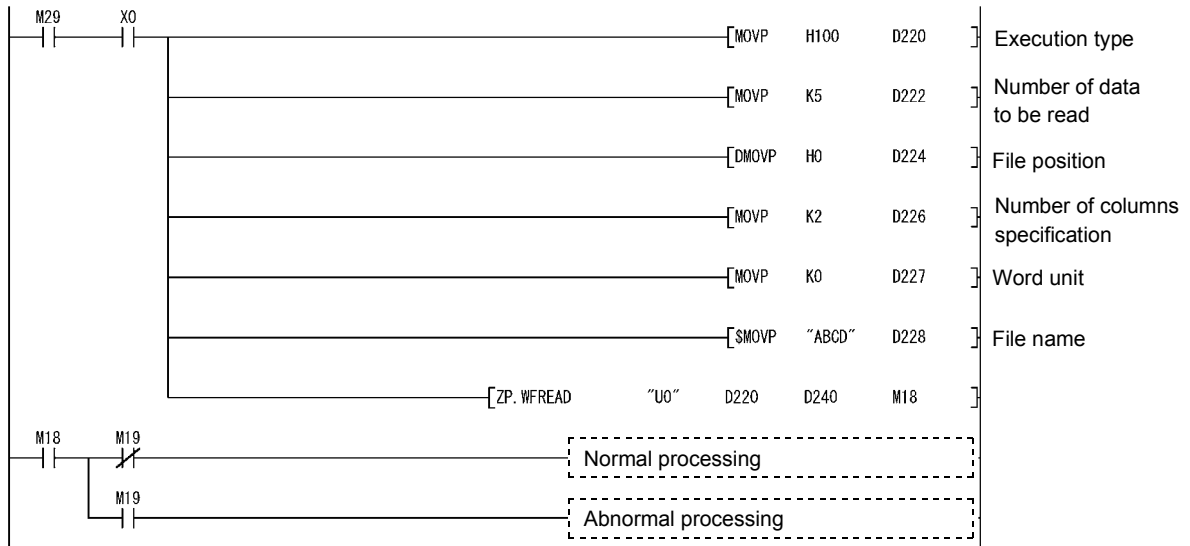 M29 X0
[MOVP H100 D220 ] Execution type
[MOVP K5 D222 ] Number of data
to be read
[DMOVP H0 D224 ] File position
[MOVP K2 D226 ] Number of columns
specification
[MOVP K0 D227 ] Word unit
[$MOVP "ABCD" D228 ] File name
[ZP. WFREAD "U0" D220 D240 M18 ]
M18 M19
Normal processing
M19
Abnormal processing